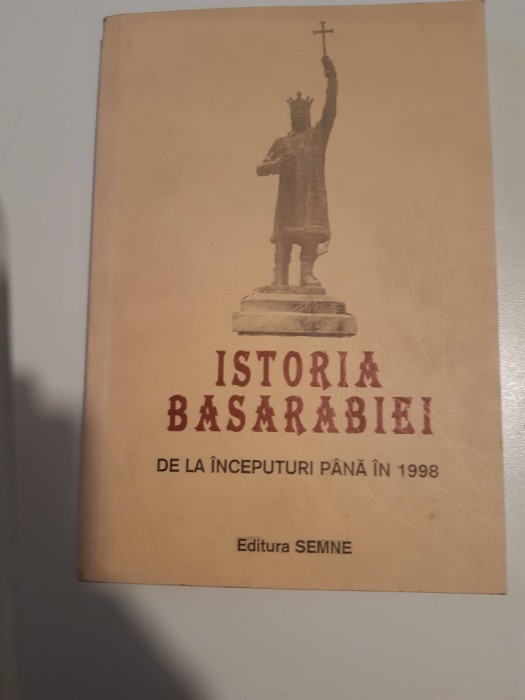 ISTORIA
BASARABIEI
DE LA ÎNCEPUTURI PÂNĂ ÎN 1998
Editura SEMNE